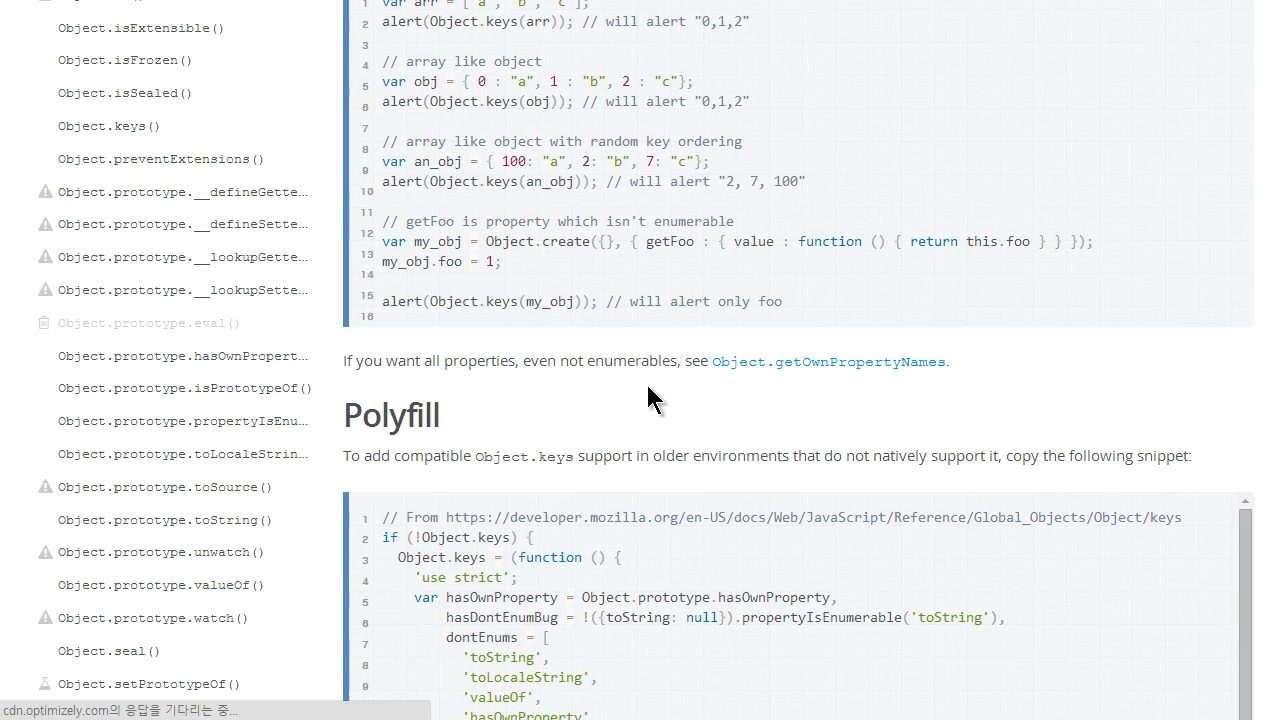 Object.isExtensible()
Object.isFrozen()
Object.isSealed()
Object.keys()
Object.preventExtensions()
Object.prototype.__defineGette...
Object.prototype.__defineSette...
Object.prototype.__lookupGette...
Object.prototype.__lookupSette...
Object.prototype.eval()
Object.prototype.hasOwnPropert...
Object.prototype.isPrototypeOf()
Object.prototype.propertyIsEnu...
Object.prototype.toLocaleStrin...
Object.prototype.toSource()
Object.prototype.toString()
Object.prototype.unwatch()
Object.prototype.valueOf()
Object.prototype.watch()
Object.seal()
Object.setPrototypeOf()
1 var arr = [ "a", "b", "c"];
2 alert(Object.keys(arr)); // will alert "0,1,2"
3
4 // array like object
5 var obj = { 0 : "a", 1 : "b", 2 : "c"};
6 alert(Object.keys(obj)); // will alert "0,1,2"
7
8 // array like object with random key ordering
9 var an_obj = { 100: "a", 2: "b", 7: "c"};
10 alert(Object.keys(an_obj)); // will alert "2, 7, 100"
11
12 // getFoo is property which isn't enumerable
13 var my_obj = Object.create({}, { getFoo : { value : function () { return this.foo } } });
14 my_obj.foo = 1;
15
16 alert(Object.keys(my_obj)); // will alert only foo
If you want all properties, even not enumerables, see Object.getOwnPropertyNames.
Polyfill
To add compatible Object.keys support in older environments that do not natively support it, copy the following snippet:
1 // From https://developer.mozilla.org/en-US/docs/Web/JavaScript/Reference/Global_Objects/Object/keys
2 if (!Object.keys) {
3 Object.keys = (function () {
4 'use strict';
5 var hasOwnProperty = Object.prototype.hasOwnProperty,
6 hasDontEnumBug = !({toString: null}).propertyIsEnumerable('toString'),
7 dontEnums = [
8 'toString',
9 'toLocaleString',
'valueOf',
'hasOwnProperty'
cdn.optimizely.com의 응답을 기다리는 중...